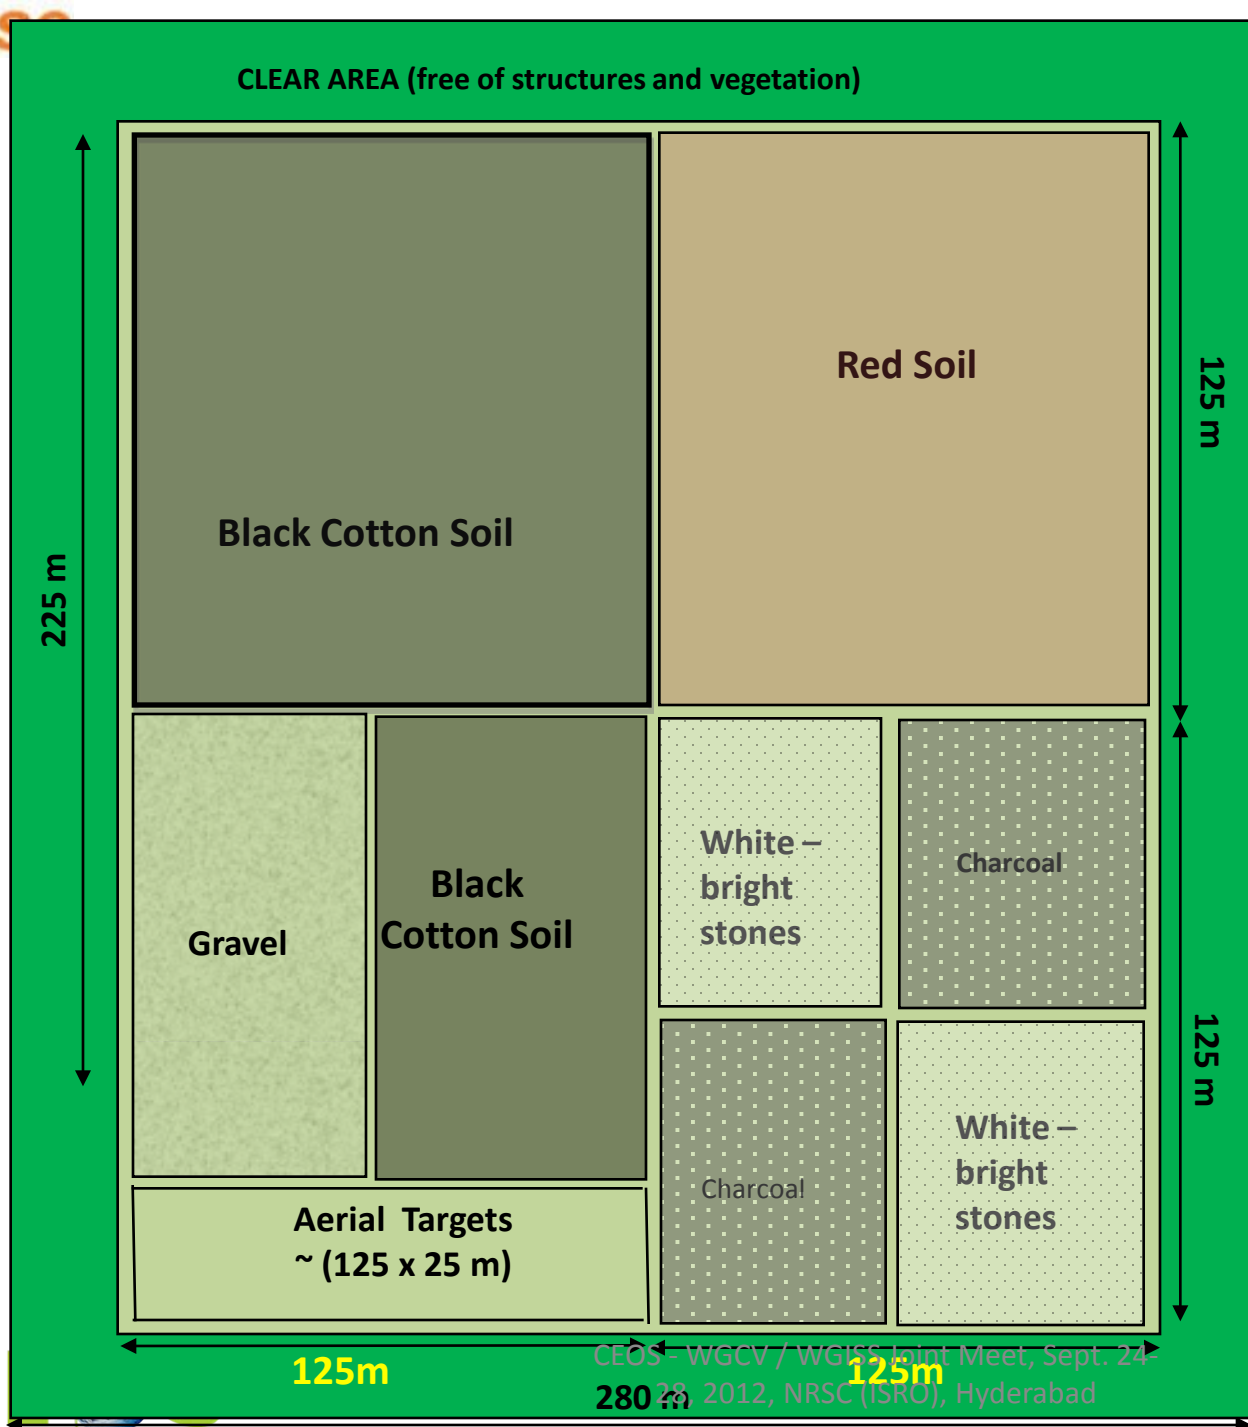 CLEAR AREA (free of structures and vegetation)
Red Soil
125 m
Black Cotton Soil
225 m
White –
bright
stones
Charcoal
Black
Cotton Soil
Gravel
125 m
White –
bright
stones
Charcoal
Aerial Targets
~ (125 x 25 m)
125m
125m
CEOS - WGCV / WGISS Joint Meet, Sept. 24-
28, 2012, NRSC (ISRO), Hyderabad
280 m